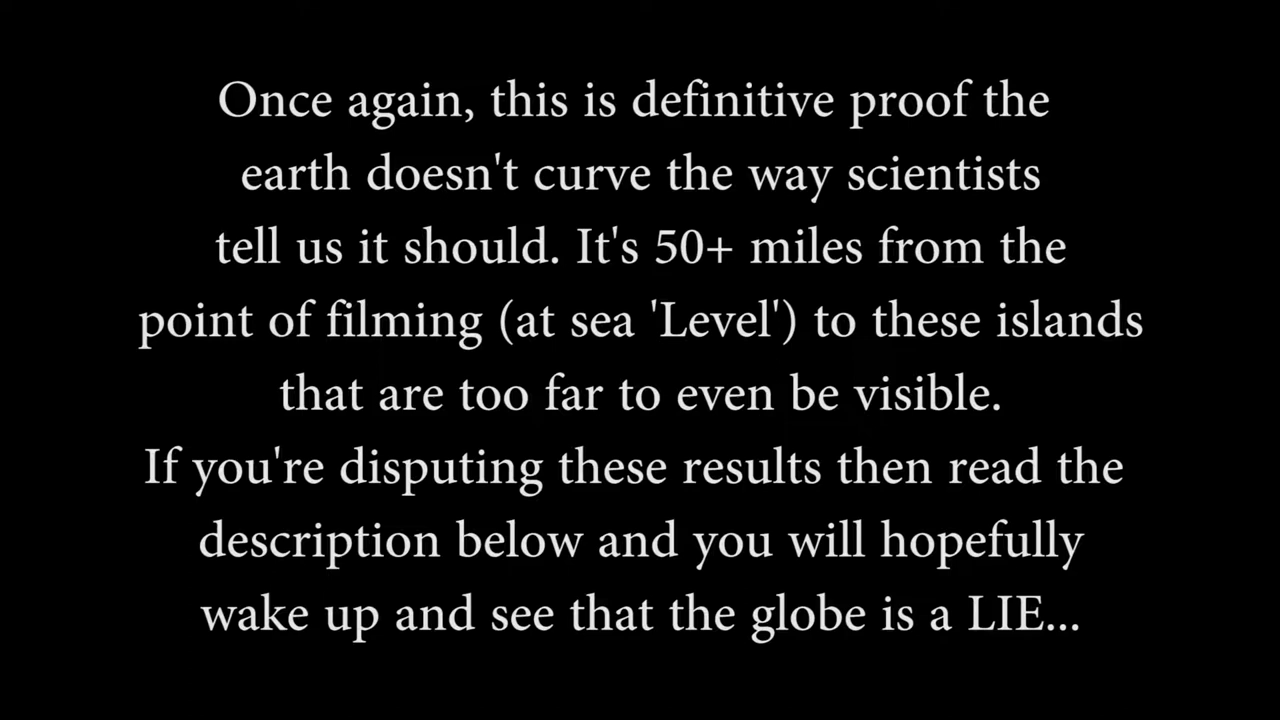 Once again, this is definitive proof the
earth doesn't curve the way scientists
tell us it should. It's 50+ miles from the
point of filming (at sea 'Level') to these islands
that are too far to even be visible.
If you're disputing these results then read the
description below and you will hopefully
wake up and see that the globe is a LIE...